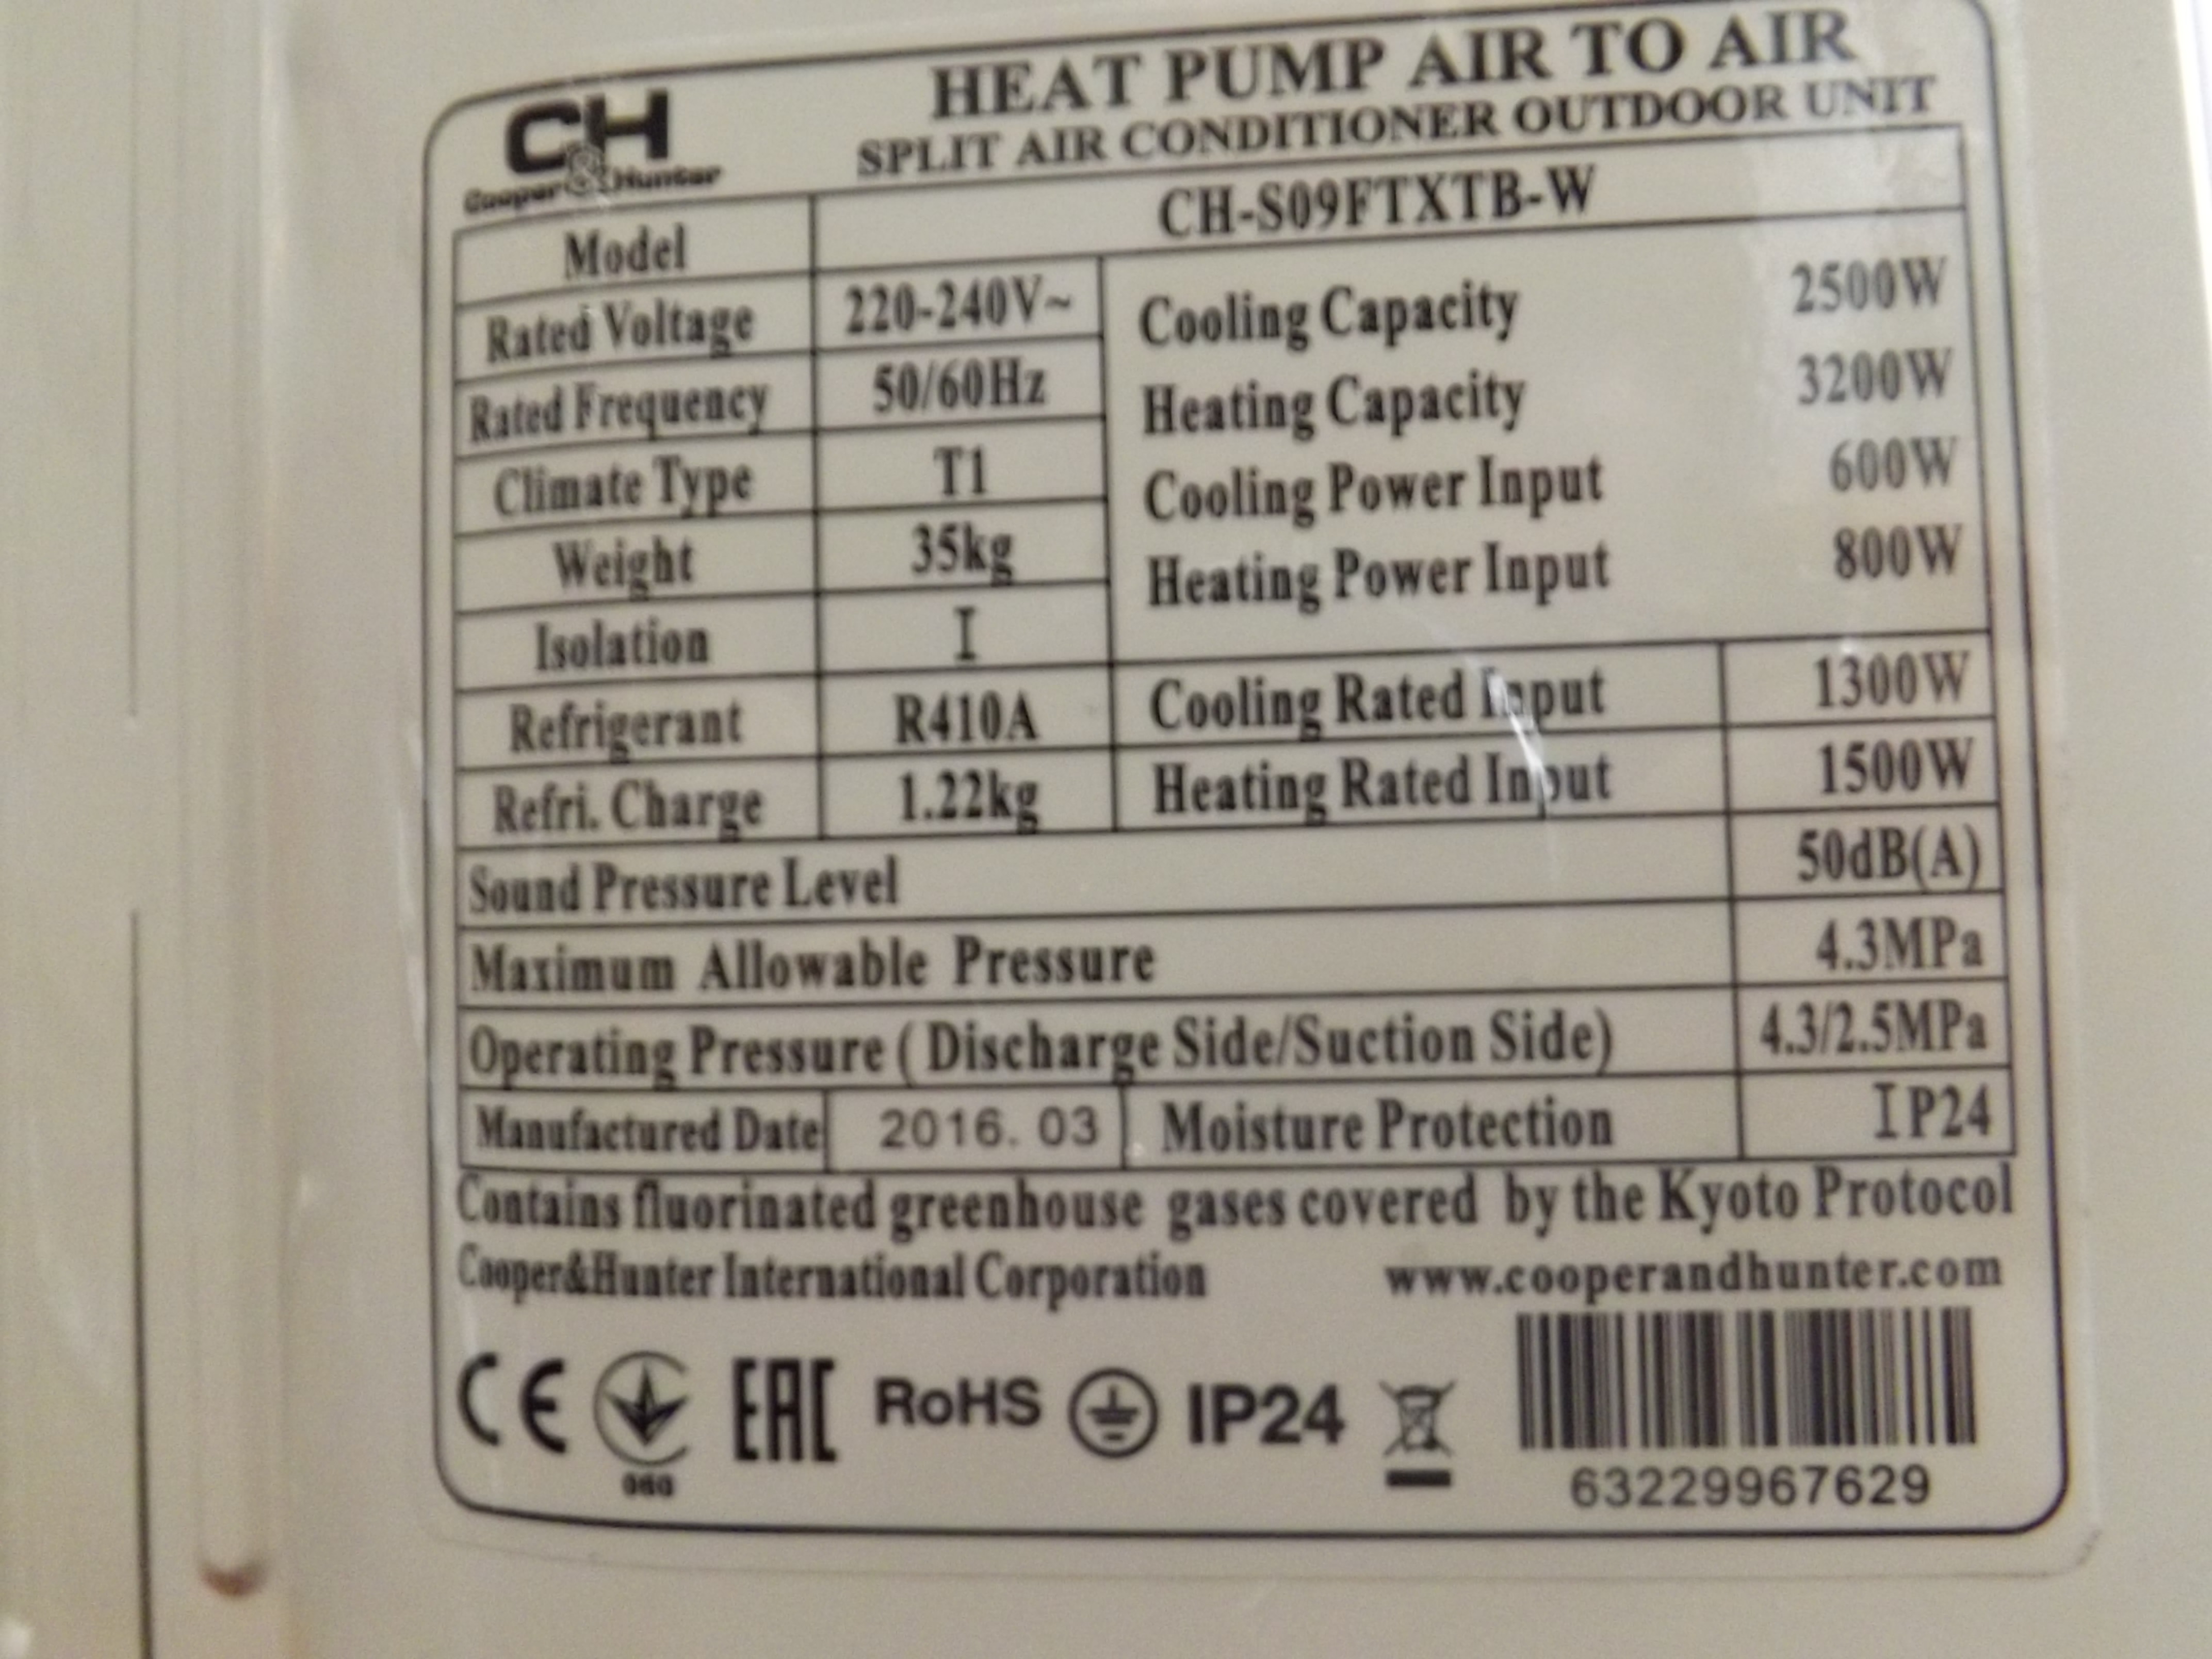 CH
Cooper&Hunter
HEAT PUMP AIR TO AIR
SPLIT AIR CONDITIONER OUTDOOR UNIT
Model CH-S09FTXTB-W
Rated Voltage 220-240V~ Cooling Capacity 2500W
Rated Frequency 50/60Hz Heating Capacity 3200W
Climate Type T1 Cooling Power Input 600W
Weight 35kg Heating Power Input 800W
Isolation I
Refrigerant R410A Cooling Rated Input 1300W
Refri. Charge 1.22kg Heating Rated Input 1500W
Sound Pressure Level 50dB(A)
Maximum Allowable Pressure 4.3MPa
Operating Pressure ( Discharge Side/Suction Side) 4.3/2.5MPa
Manufactured Date 2016. 03 Moisture Protection IP24
Contains fluorinated greenhouse gases covered by the Kyoto Protocol
Cooper&Hunter International Corporation www.cooperandhunter.com
CE EAC RoHS IP24
63229967629